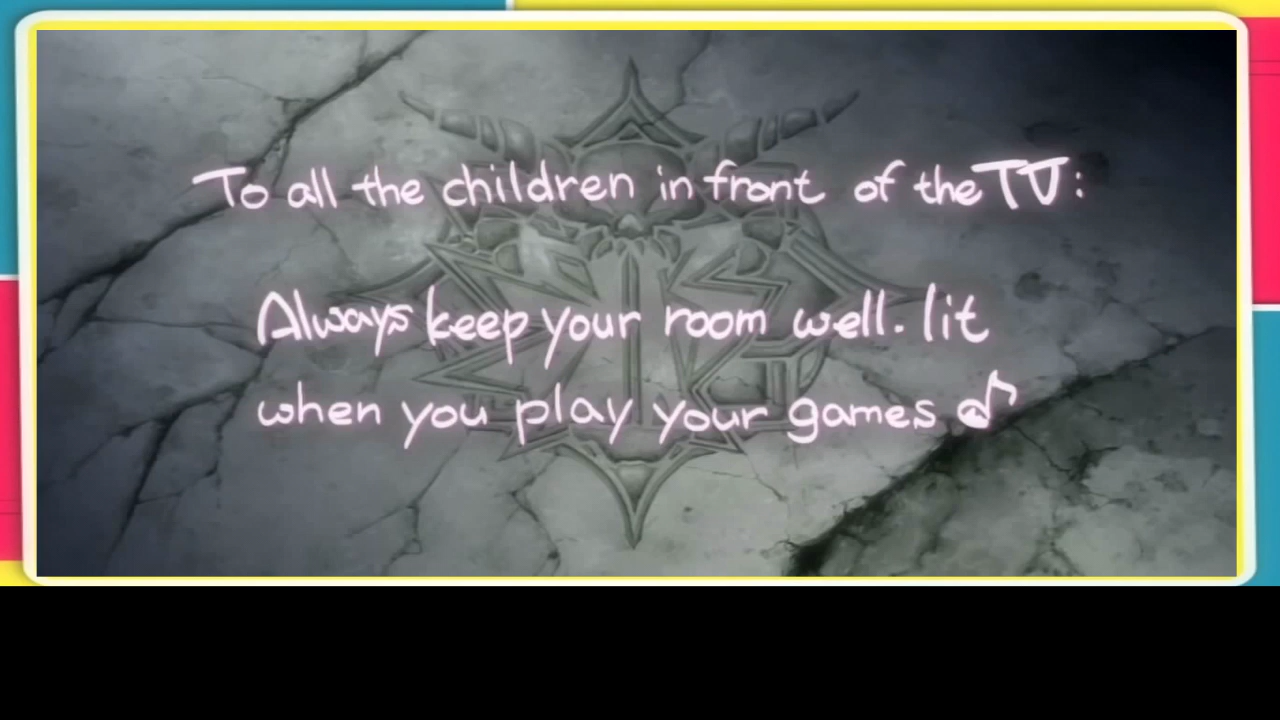 To all the children in front of the TV:
Always keep your room well-lit
when you play your games ♪